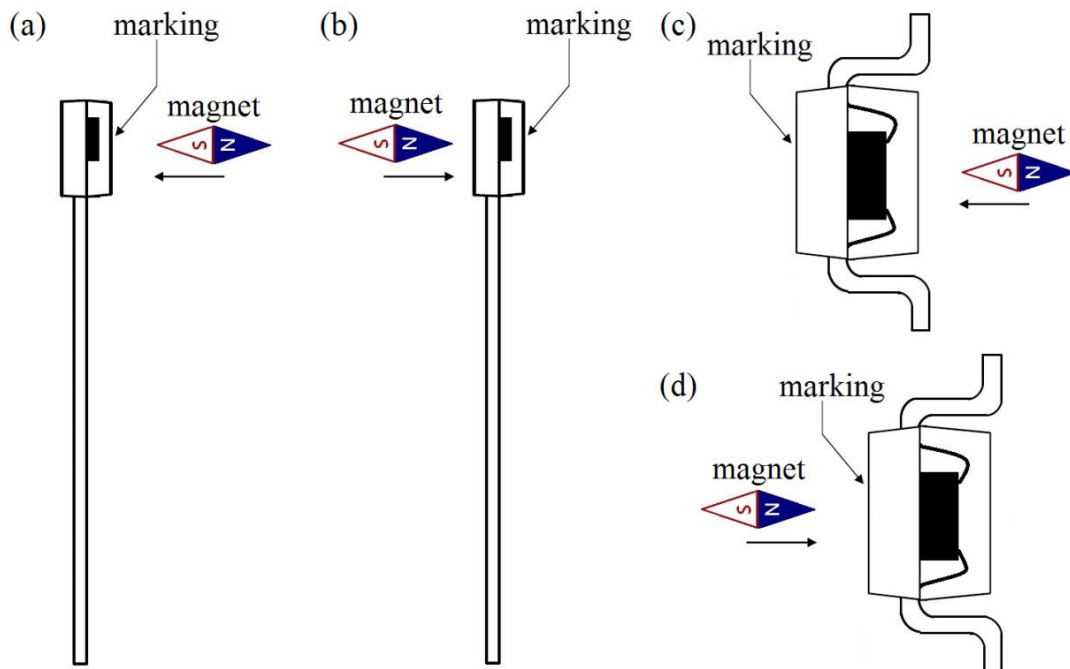 (a)
marking
magnet
S N
(b)
marking
magnet
S N
(c)
marking
magnet
S N
(d)
marking
magnet
S N